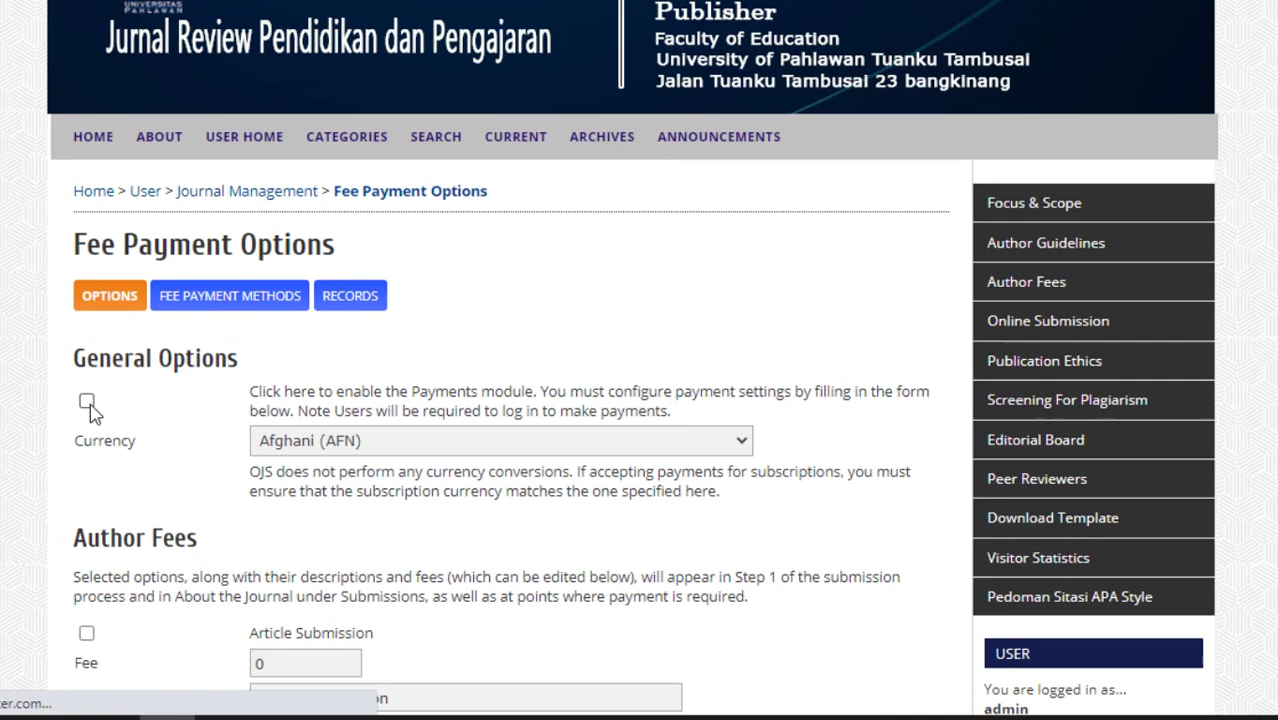 UNIVERSITAS
PAHLAWAN
Jurnal Review Pendidikan dan Pengajaran
Publisher
Faculty of Education
University of Pahlawan Tuanku Tambusai
Jalan Tuanku Tambusai 23 bangkinang
HOME ABOUT USER HOME CATEGORIES SEARCH CURRENT ARCHIVES ANNOUNCEMENTS
Home > User > Journal Management > Fee Payment Options
Fee Payment Options
OPTIONS FEE PAYMENT METHODS RECORDS
General Options
Click here to enable the Payments module. You must configure payment settings by filling in the form
below. Note Users will be required to log in to make payments.
Currency Afghani (AFN)
OJS does not perform any currency conversions. If accepting payments for subscriptions, you must
ensure that the subscription currency matches the one specified here.
Author Fees
Selected options, along with their descriptions and fees (which can be edited below), will appear in Step 1 of the submission
process and in About the Journal under Submissions, as well as at points where payment is required.
Article Submission
Fee 0
Focus & Scope
Author Guidelines
Author Fees
Online Submission
Publication Ethics
Screening For Plagiarism
Editorial Board
Peer Reviewers
Download Template
Visitor Statistics
Pedoman Sitasi APA Style
USER
You are logged in as...
admin